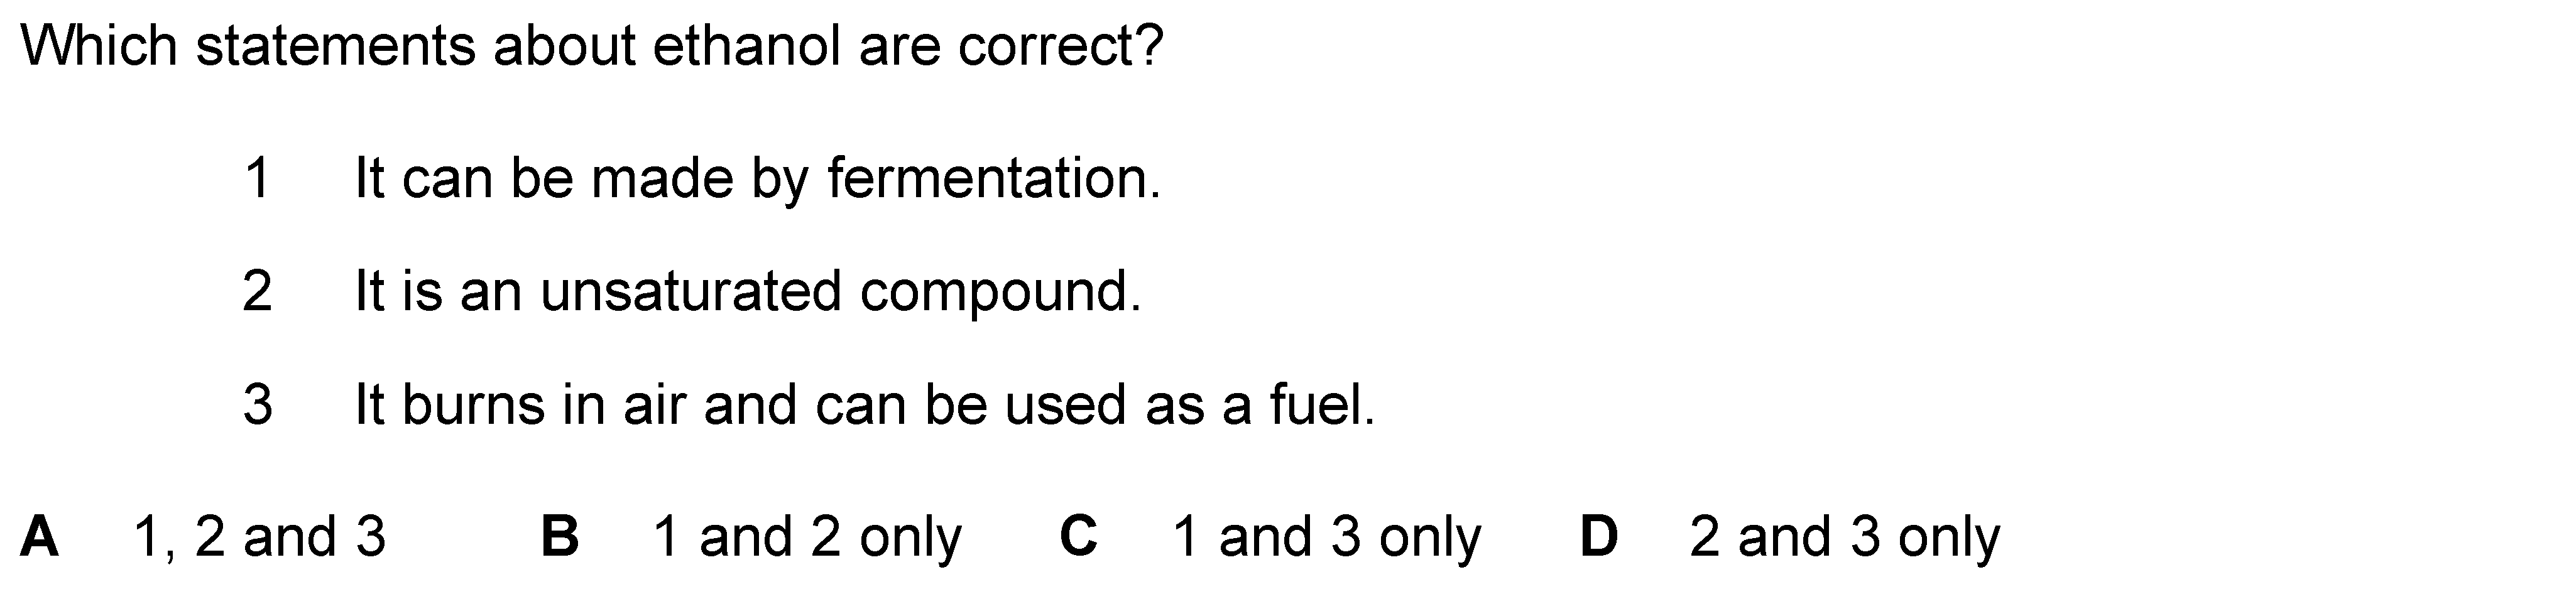 Which statements about ethanol are correct?
1 It can be made by fermentation.
2 It is an unsaturated compound.
3 It burns in air and can be used as a fuel.
A 1, 2 and 3 B 1 and 2 only C 1 and 3 only D 2 and 3 only